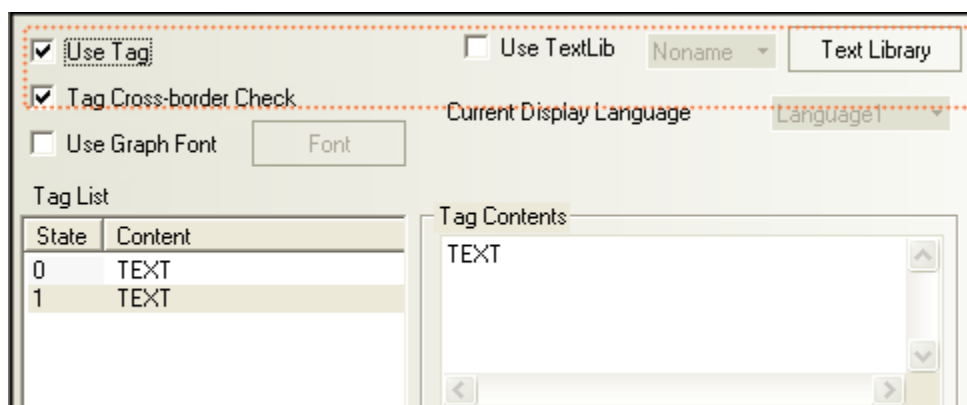 Use Tag Use TextLib Noname Text Library
Tag Cross-border Check
Current Display Language Language1
Use Graph Font Font
Tag List
Tag Contents
State Content
TEXT
0 TEXT
1 TEXT